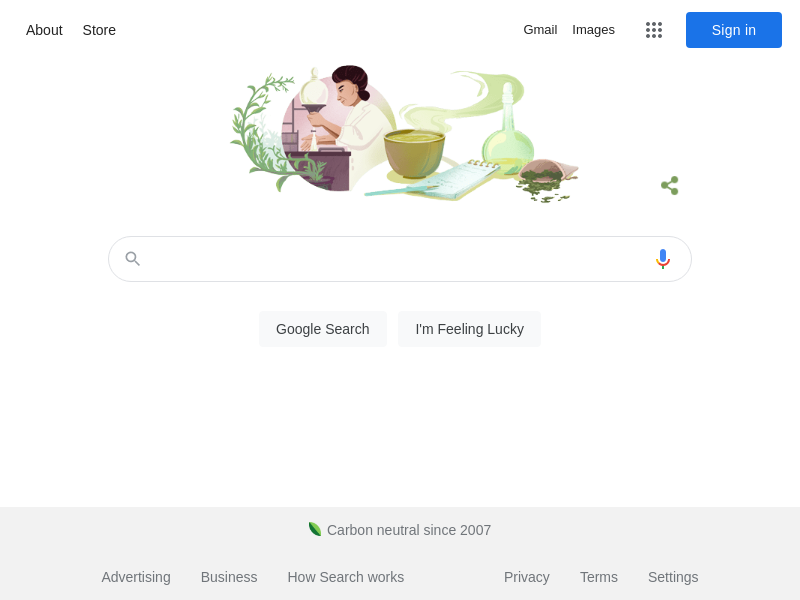 About Store Gmail Images Sign in
Google Search I'm Feeling Lucky
Carbon neutral since 2007
Advertising Business How Search works Privacy Terms Settings